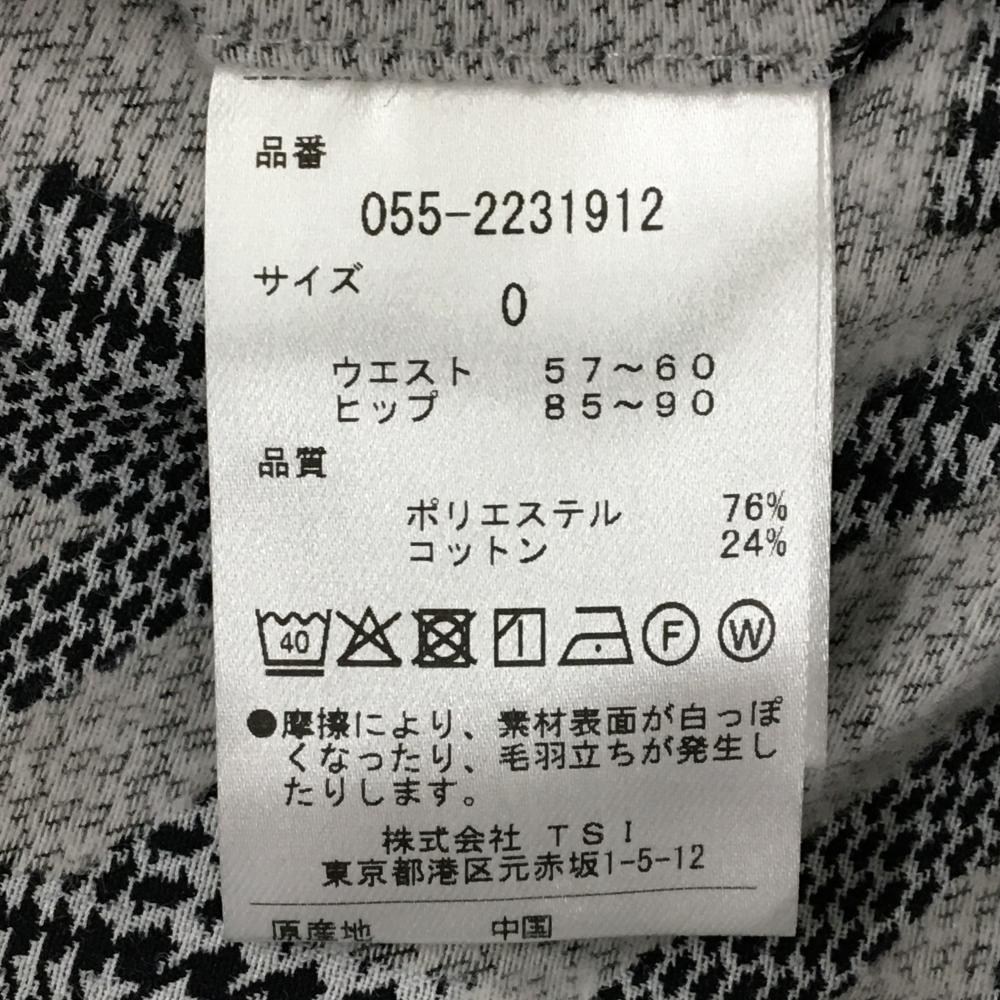 品番
055-2231912
サイズ
0
ウエスト 57～60
ヒップ 85～90
品質
ポリエステル 76%
コットン 24%
40 F W
●摩擦により、素材表面が白っぽ
くなったり、毛羽立ちが発生し
たりします。
株式会社 TSI
東京都港区元赤坂1-5-12
原産地 中国